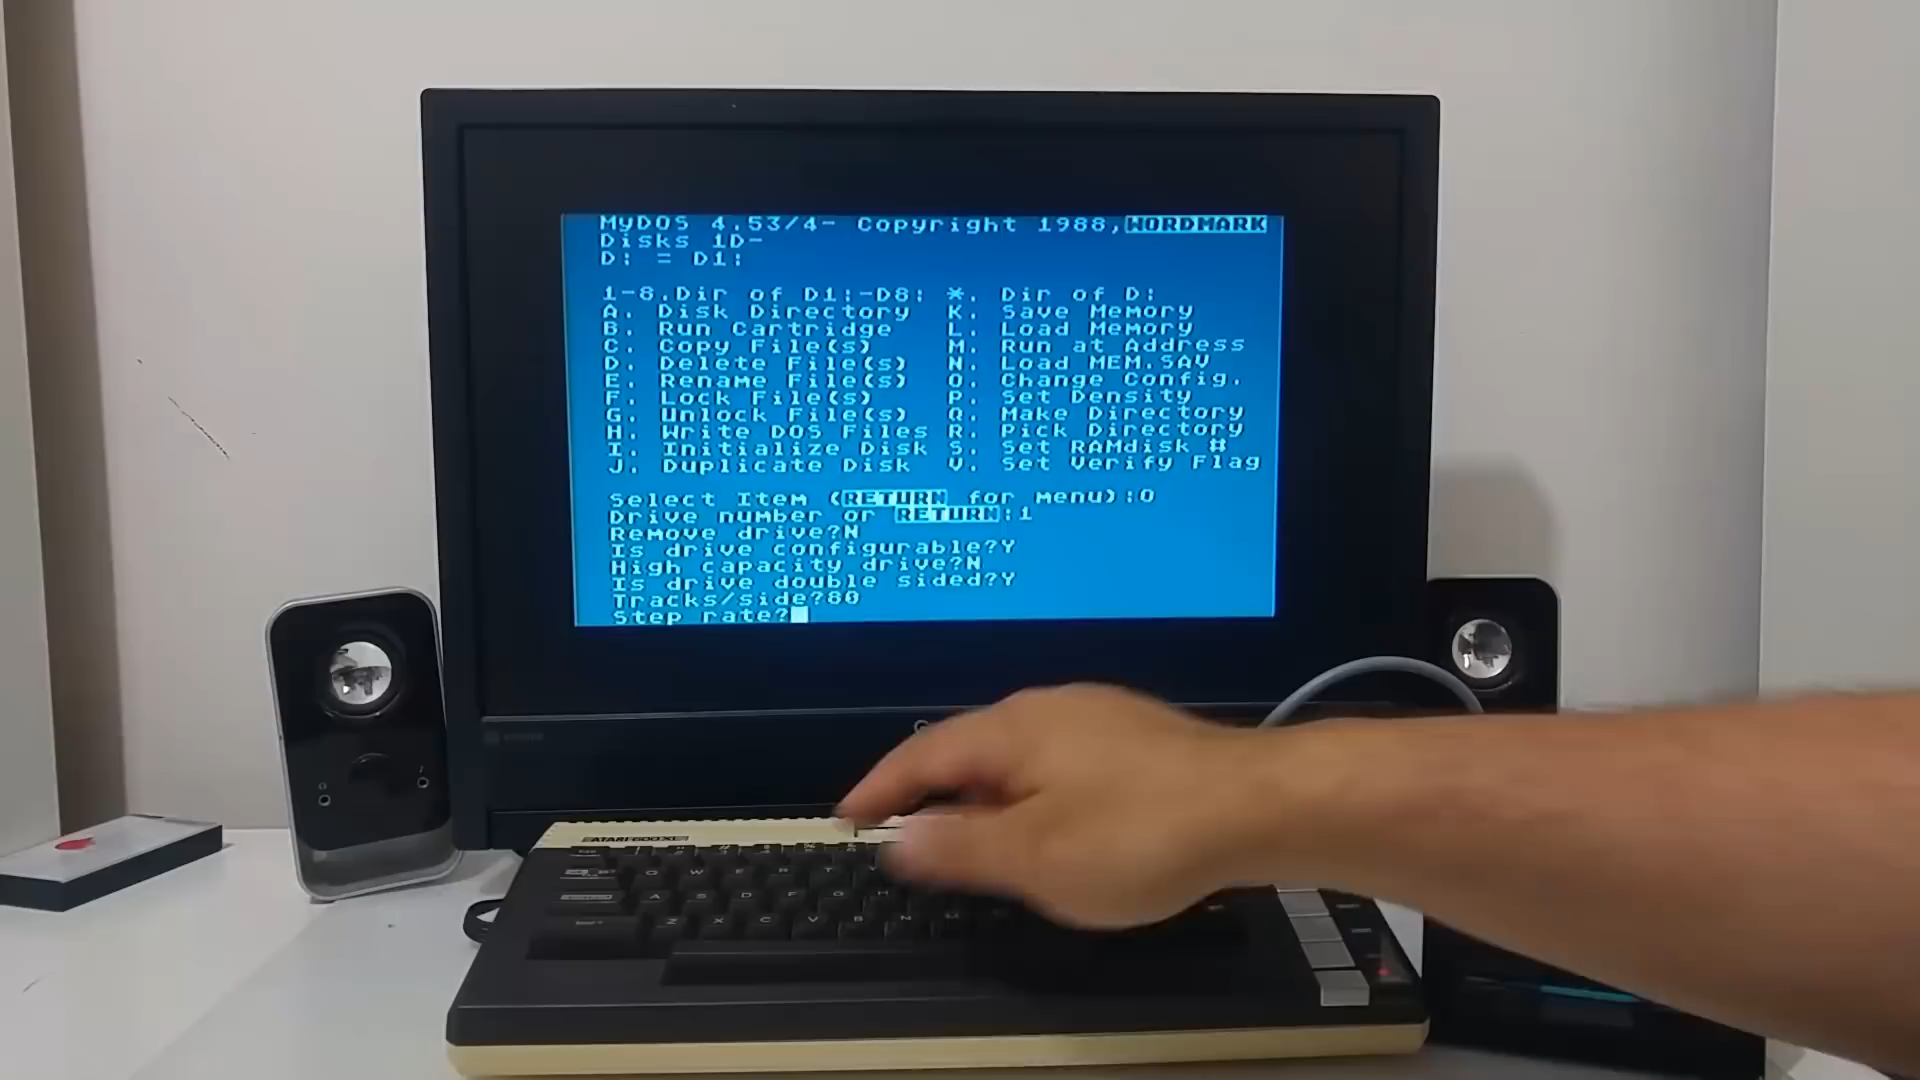 MyDOS 4.53/4- Copyright 1988,WORDMARK
Disks 1D-
D: = D1:
1-8.Dir of D1:-D8: *. Dir of D:
A. Disk Directory K. Save Memory
B. Run Cartridge L. Load Memory
C. Copy File(s) M. Run at Address
D. Delete File(s) N. Load MEM.SAV
E. Rename File(s) O. Change Config.
F. Lock File(s) P. Set Density
G. Unlock File(s) Q. Make Directory
H. Write DOS Files R. Pick Directory
I. Initialize Disk S. Set RAMdisk #
J. Duplicate Disk V. Set Verify Flag
Select Item (RETURN for menu):O
Drive number or RETURN:1
Remove drive?N
Is drive configurable?Y
High capacity drive?N
Is drive double sided?Y
Tracks/side?80
Step rate?
ATARI 600XL
Q W E R T
A S D F G H
Z X C V B N M